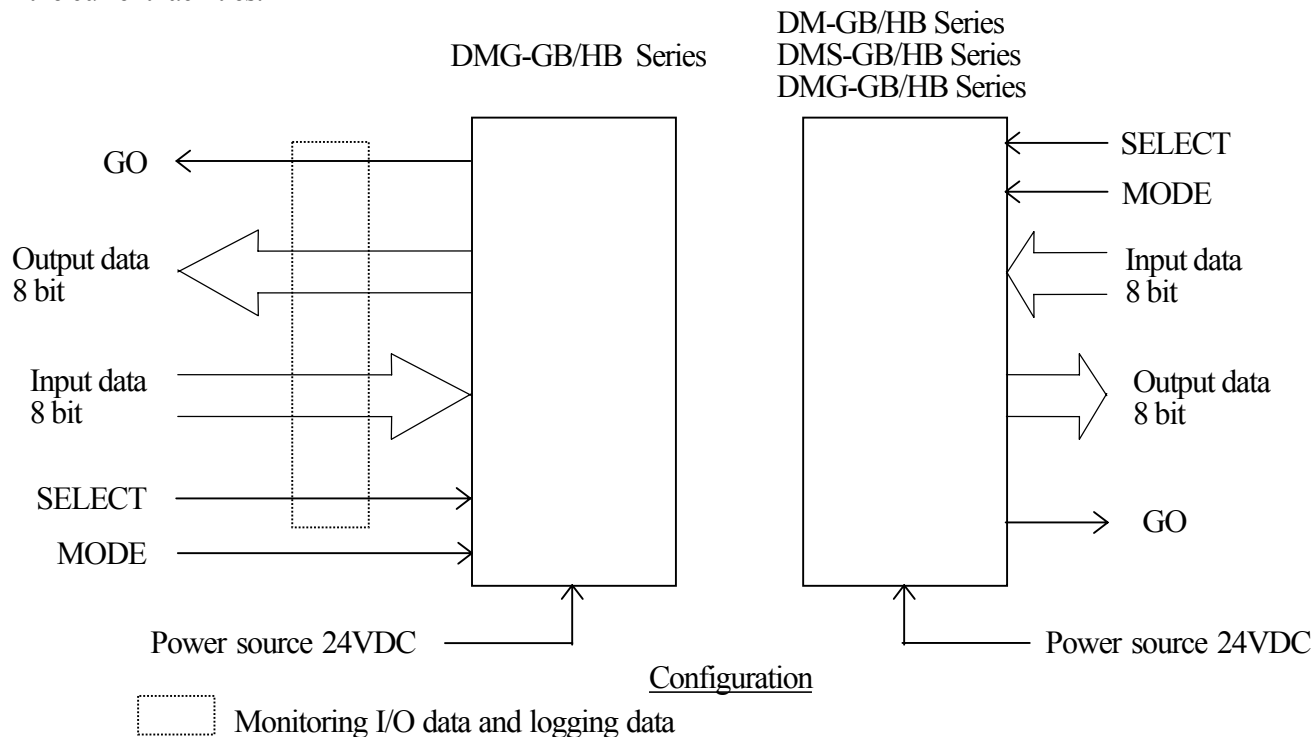 DM-GB/HB Series
DMG-GB/HB Series
DMS-GB/HB Series
DMG-GB/HB Series
GO
SELECT
MODE
Output data
8 bit
Input data
8 bit
Input data
8 bit
Output data
8 bit
SELECT
GO
MODE
Power source 24VDC
Power source 24VDC
Configuration
Monitoring I/O data and logging data